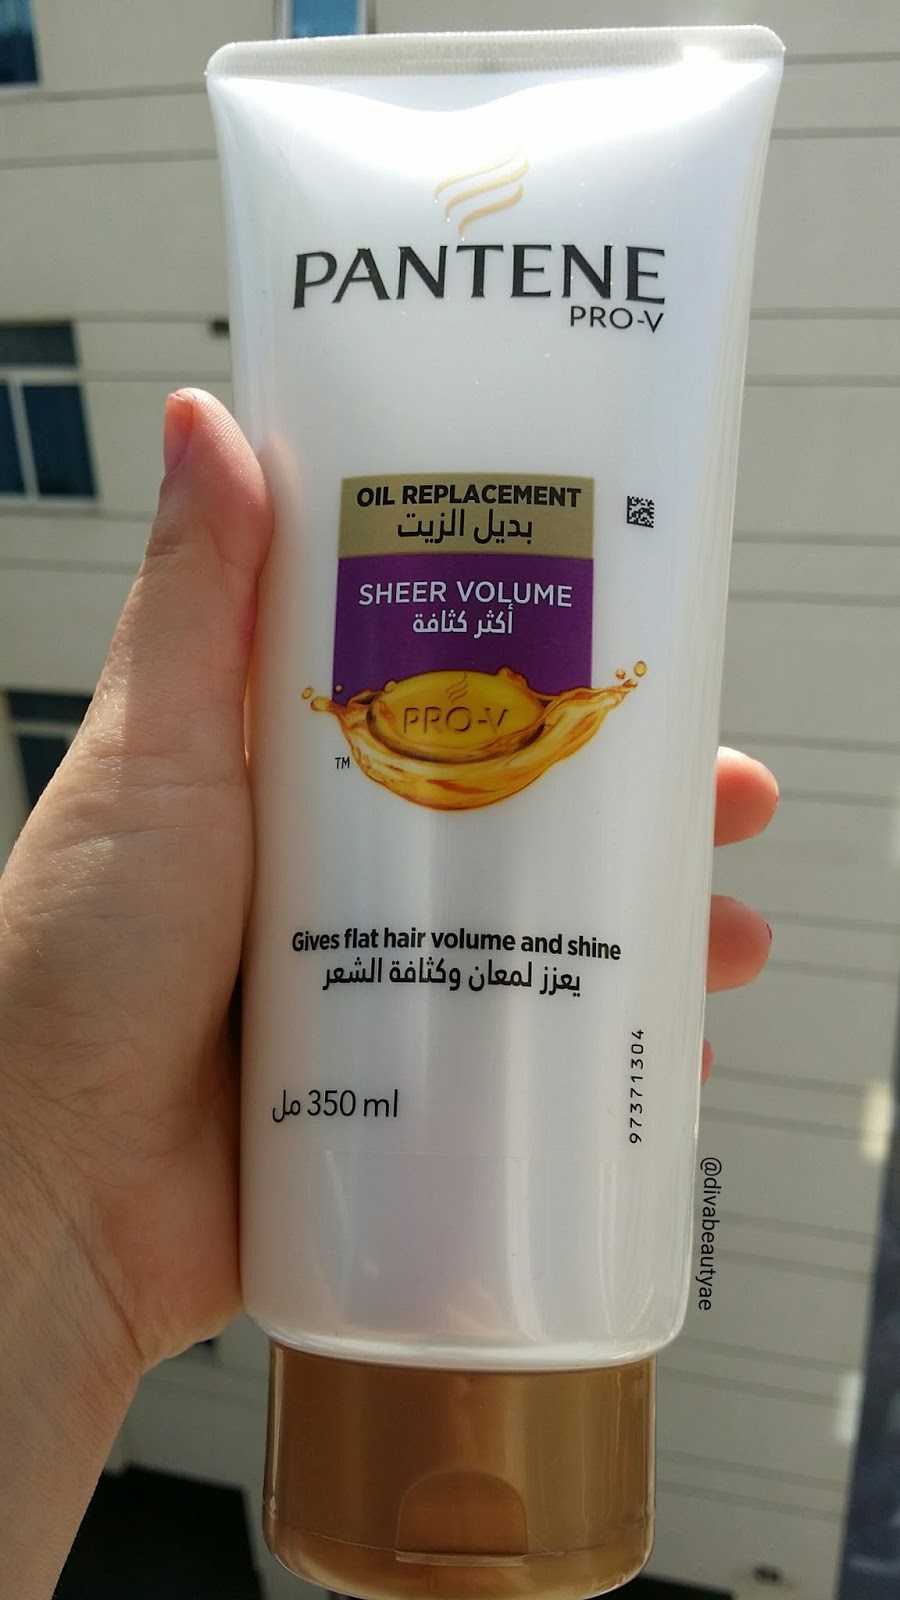 PANTENE
PRO-V
OIL REPLACEMENT
بديل الزيت
SHEER VOLUME
أكثر كثافة
PRO-V
TM
Gives flat hair volume and shine
يعزز لمعان وكثافة الشعر
350 ml مل
97371304
@divabeautyae